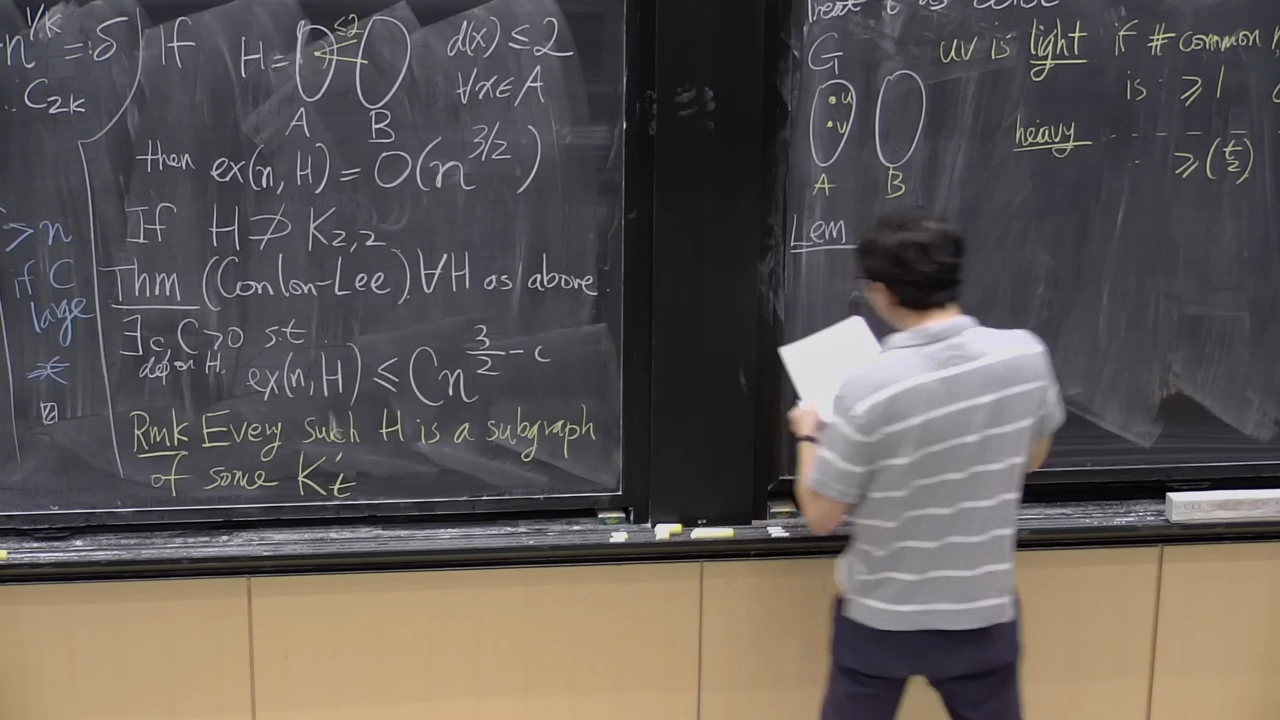 n^{1/k} = δ
C_{2k}
> n
if C
large
If H = ≤2 d(x) ≤ 2
∀x∈A
A B
then ex(n, H) = O(n^{3/2})
If H ⊅ K_{2,2}
Thm (Conlon-Lee). ∀H as above.
∃ c, C > 0 s.t.
dep on H. ex(n, H) ≤ C n^{3/2 - c}
Rmk Every such H is a subgraph
of some K'_t
G uv is light if # common
u is ≥ 1
v heavy - - - -
≥ (t/2)
A B
Lem